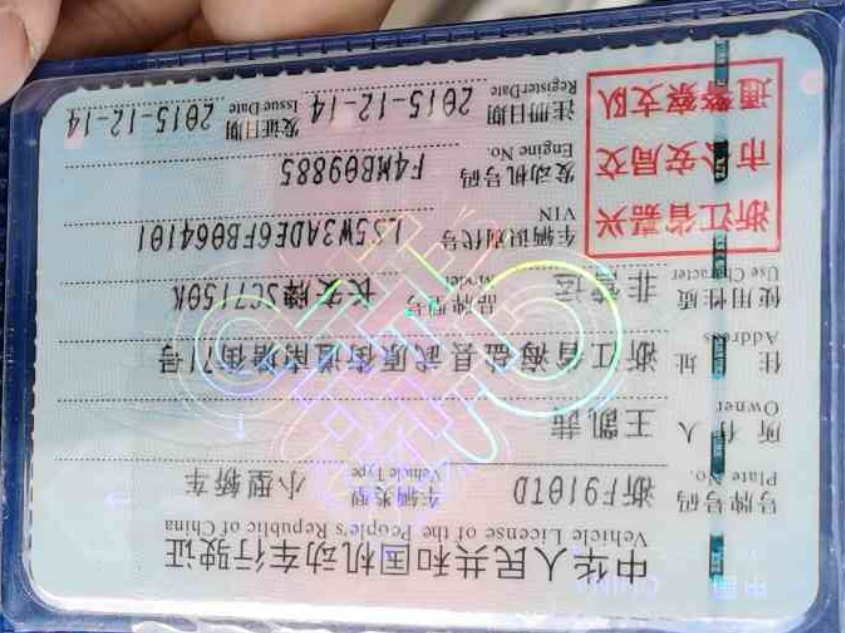 中华人民共和国机动车行驶证
Vehicle License of the People's Republic of China
号牌号码 浙F910TD 车辆类型 小型轿车
Plate No. Vehicle Type
所有人 王凯燕
Owner
住址 浙江省海盐县武原街道南塘街71号
Address
使用性质 非营运 品牌型号 长安牌SC7150K
Use Character Model
浙江省嘉兴
市公安局交
通警察支队
车辆识别代号 LS5W3ADE6FB064101
VIN
发动机号码 F4MB09885
Engine No.
注册日期 2015-12-14 发证日期 2015-12-14
Register Date Issue Date